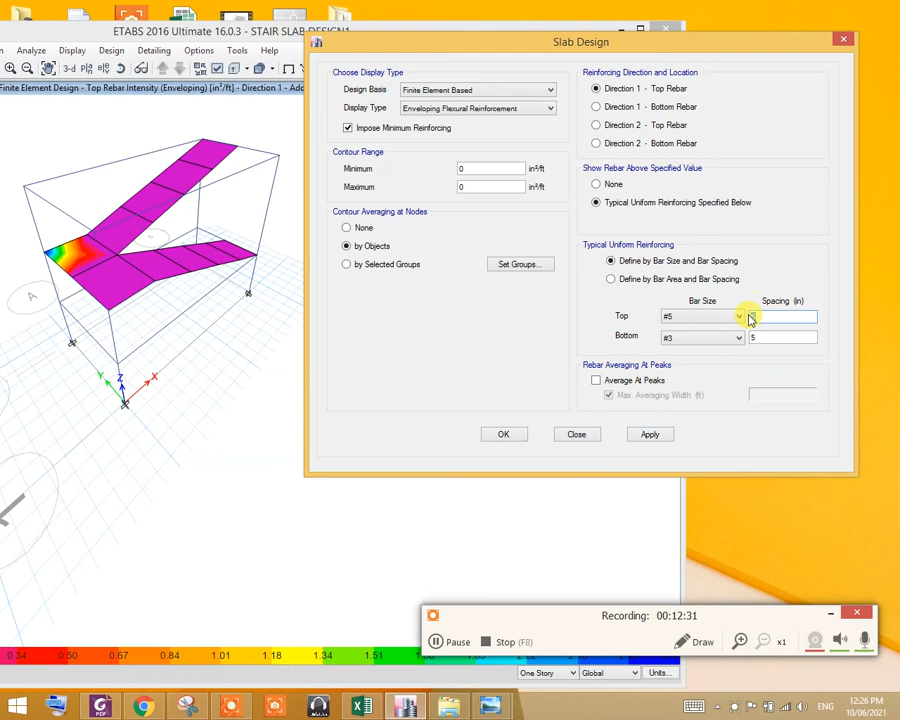 ETABS 2016 Ultimate 16.0.3 - STAIR SLAB DESIGN1
Analyze Display Design Detailing Options Tools Help
3-d
Finite Element Design - Top Rebar Intensity (Enveloping) [in²/ft] - Direction 1 - Add
A
Y
Z
X
0.34 0.50 0.67 0.84 1.01 1.18 1.34 1.51
One Story Global Units...
Slab Design
Choose Display Type
Design Basis Finite Element Based
Display Type Enveloping Flexural Reinforcement
Impose Minimum Reinforcing
Contour Range
Minimum 0 in²/ft
Maximum 0 in²/ft
Contour Averaging at Nodes
None
by Objects
by Selected Groups Set Groups...
Reinforcing Direction and Location
Direction 1 - Top Rebar
Direction 1 - Bottom Rebar
Direction 2 - Top Rebar
Direction 2 - Bottom Rebar
Show Rebar Above Specified Value
None
Typical Uniform Reinforcing Specified Below
Typical Uniform Reinforcing
Define by Bar Size and Bar Spacing
Define by Bar Area and Bar Spacing
Bar Size Spacing (in)
Top #5
Bottom #3 5
Rebar Averaging At Peaks
Average At Peaks
Max. Averaging Width (ft)
OK Close Apply
Recording: 00:12:31
Pause Stop (F8) Draw x1
PDF
ENG
12:26 PM
10/06/2021